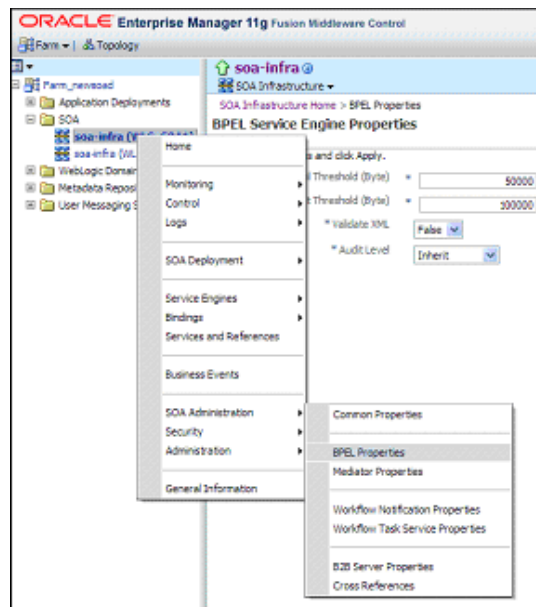 ORACLE Enterprise Manager 11g Fusion Middleware Control
Farm Topology
Farm_newsoad
Application Deployments
SOA
soa-infra
soa-infra (WL
WebLogic Domain
Metadata Reposi
User Messaging S
soa-infra
SOA Infrastructure
SOA Infrastructure Home > BPEL Properties
BPEL Service Engine Properties
s and click Apply.
Threshold (Byte) * 50000
t Threshold (Byte) * 100000
* Validate XML False
* Audit Level Inherit
Home
Monitoring
Control
Logs
SOA Deployment
Service Engines
Bindings
Services and References
Business Events
SOA Administration
Security
Administration
General Information
Common Properties
BPEL Properties
Mediator Properties
Workflow Notification Properties
Workflow Task Service Properties
B2B Server Properties
Cross References